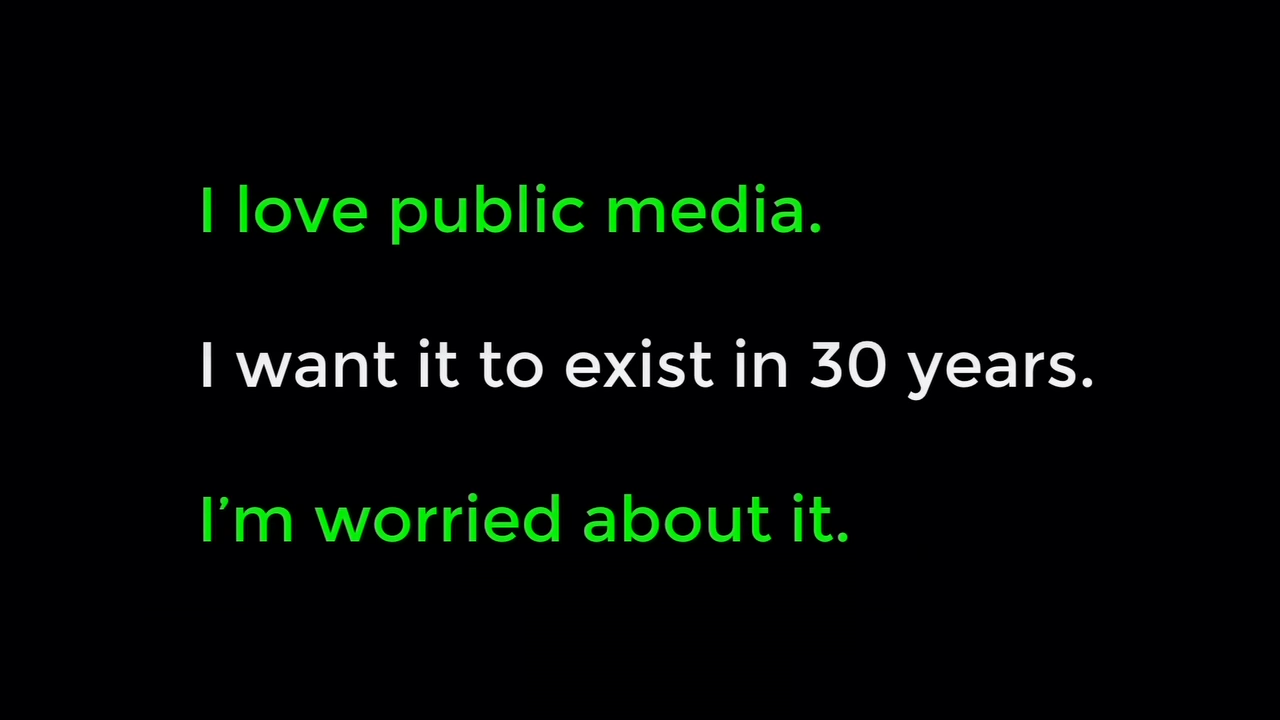 I love public media.
I want it to exist in 30 years.
I’m worried about it.